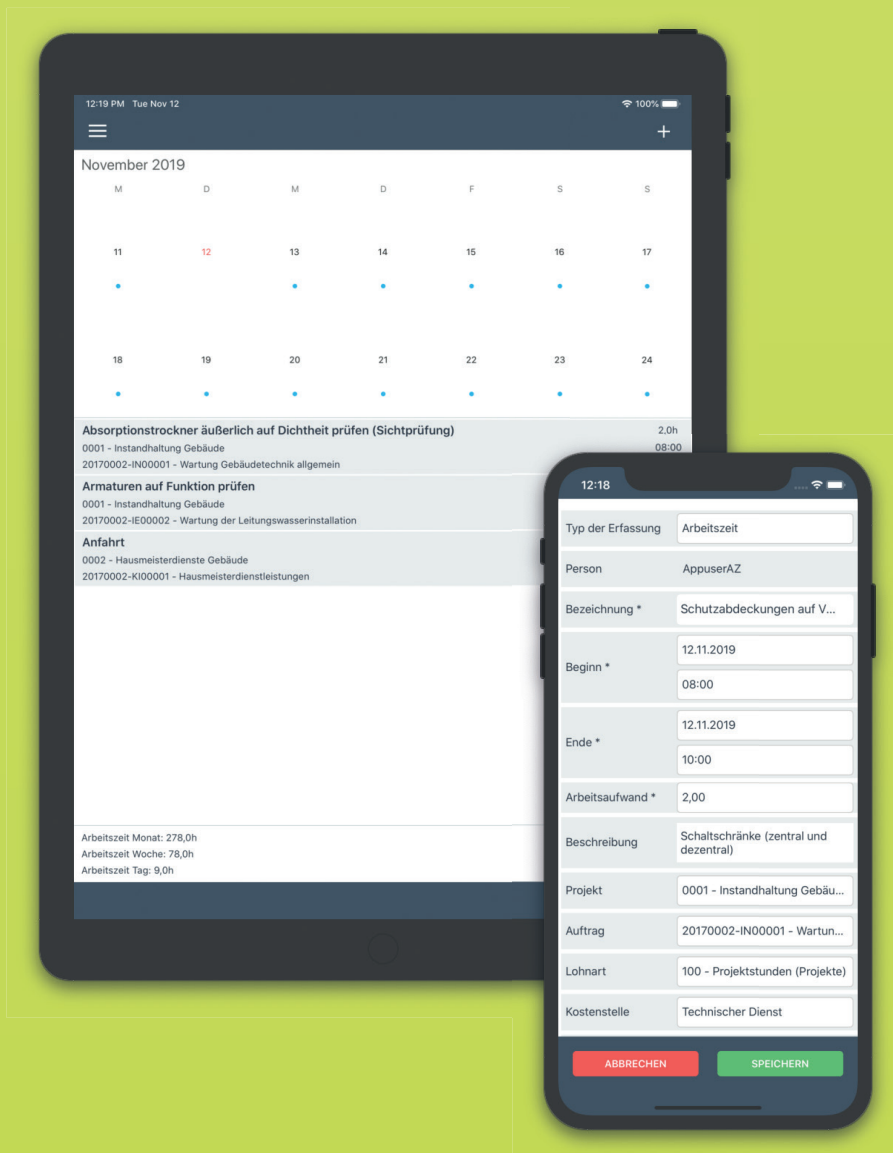 12:19 PM Tue Nov 12 100%
November 2019
M D M D F S S
11 12 13 14 15 16 17
18 19 20 21 22 23 24
Absorptionstrockner äußerlich auf Dichtheit prüfen (Sichtprüfung) 2,0h
0001 - Instandhaltung Gebäude 08:00
20170002-IN00001 - Wartung Gebäudetechnik allgemein
Armaturen auf Funktion prüfen
0001 - Instandhaltung Gebäude
20170002-IE00002 - Wartung der Leitungswasserinstallation
Anfahrt
0002 - Hausmeisterdienste Gebäude
20170002-KI00001 - Hausmeisterdienstleistungen
Arbeitszeit Monat: 278,0h
Arbeitszeit Woche: 78,0h
Arbeitszeit Tag: 9,0h
12:18
Typ der Erfassung Arbeitszeit
Person AppuserAZ
Bezeichnung * Schutzabdeckungen auf V...
Beginn * 12.11.2019
08:00
Ende * 12.11.2019
10:00
Arbeitsaufwand * 2,00
Beschreibung Schaltschränke (zentral und
dezentral)
Projekt 0001 - Instandhaltung Gebäu...
Auftrag 20170002-IN00001 - Wartun...
Lohnart 100 - Projektstunden (Projekte)
Kostenstelle Technischer Dienst
ABBRECHEN SPEICHERN